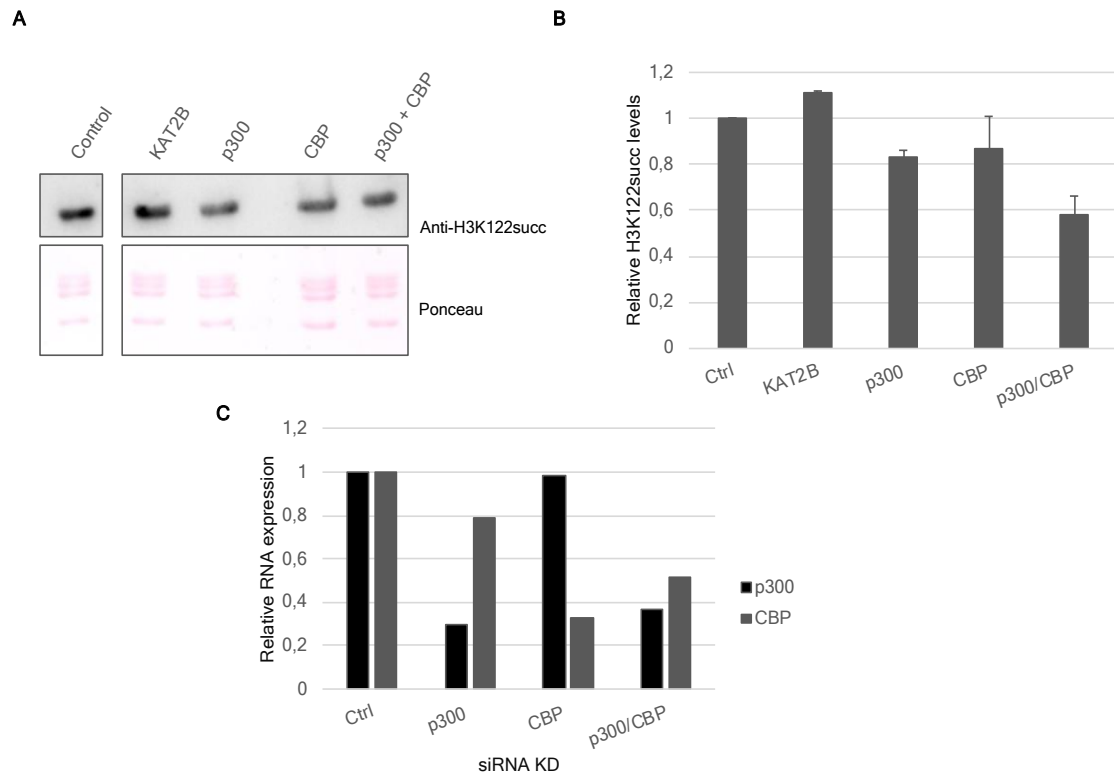 A
Control
KAT2B
p300
CBP
p300 + CBP
Anti-H3K122succ
Ponceau
B
Relative H3K122succ levels
1,2
1
0,8
0,6
0,4
0,2
0
Ctrl
KAT2B
p300
CBP
p300/CBP
C
Relative RNA expression
1,2
1
0,8
0,6
0,4
0,2
0
Ctrl
p300
CBP
p300/CBP
siRNA KD
p300
CBP